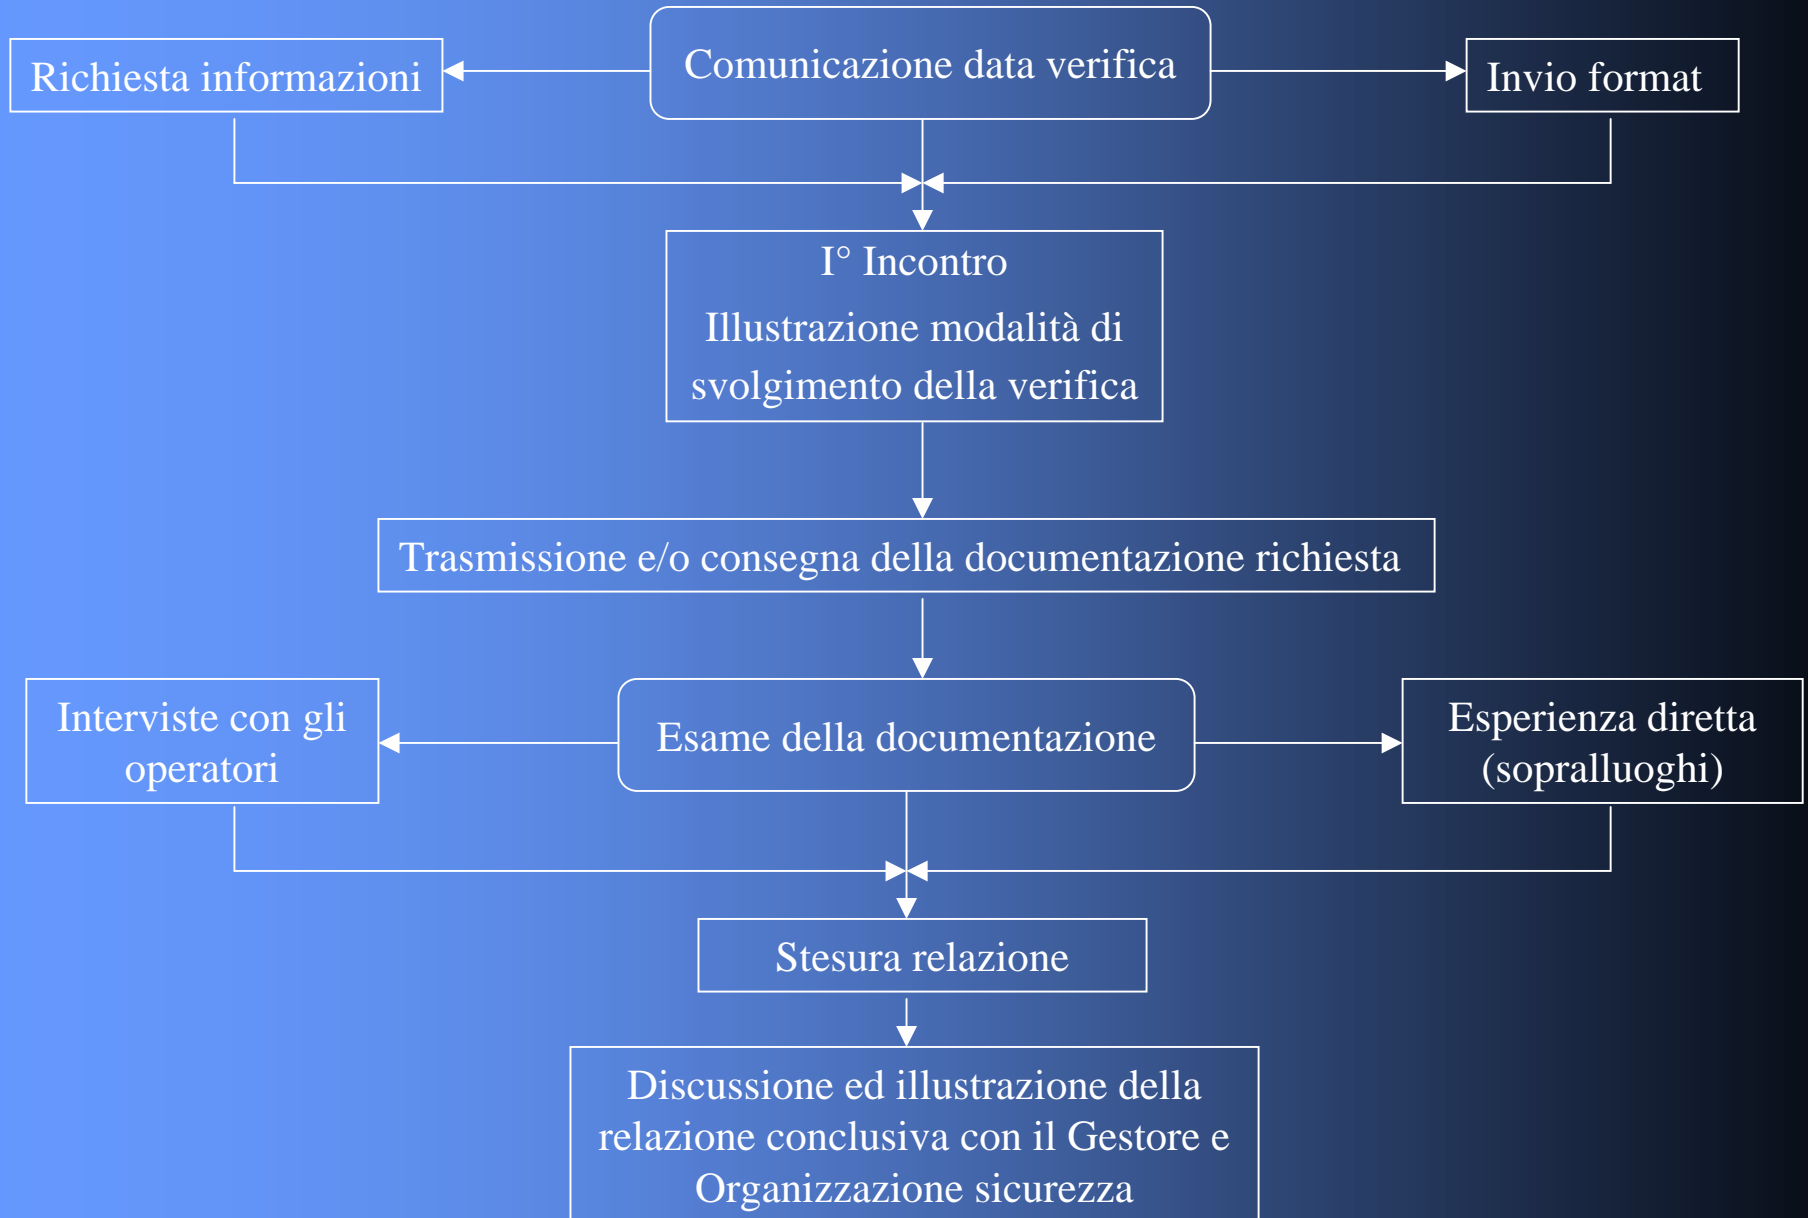 Richiesta informazioni
Comunicazione data verifica
Invio format
I° Incontro
Illustrazione modalità di
svolgimento della verifica
Trasmissione e/o consegna della documentazione richiesta
Interviste con gli
operatori
Esame della documentazione
Esperienza diretta
(sopralluoghi)
Stesura relazione
Discussione ed illustrazione della
relazione conclusiva con il Gestore e
Organizzazione sicurezza